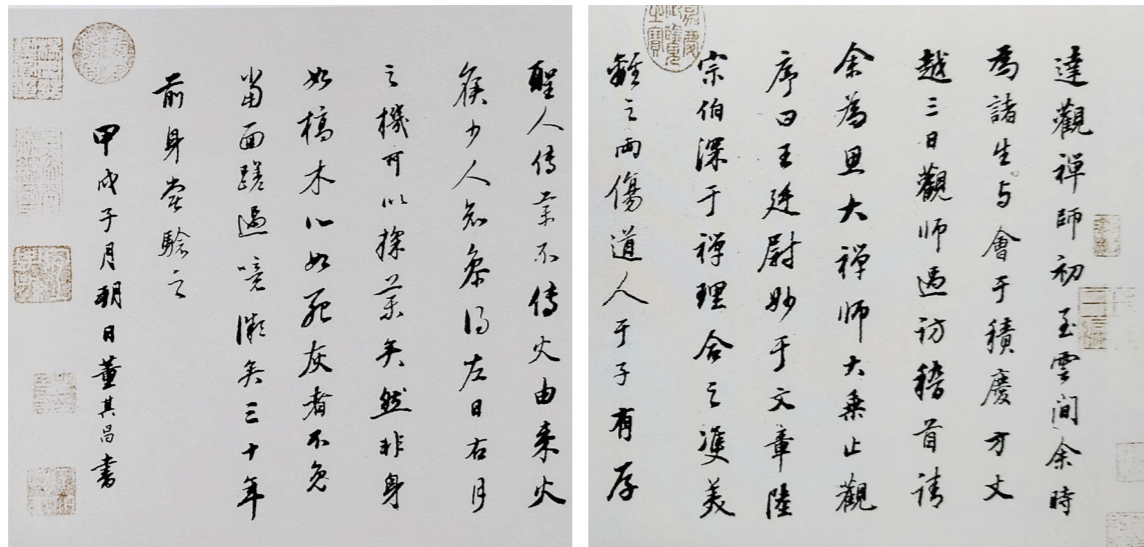 達觀禪師初至雲間余時
為諸生与會于積慶方丈
越三日觀師過訪稽首請
余為思大禪師大乘止觀
序曰王廷尉妙于文章陸
宗伯深于禪理合之雙美
離之兩傷道人于子有厚
聖人傳藥不傳火由來火
候少人知參得左日右月
之機可以採藥矣然非身
如槁木心如死灰者不免
當面蹉過噫微矣三十年
前身嘗驗之
甲戌子月朔日董其昌書